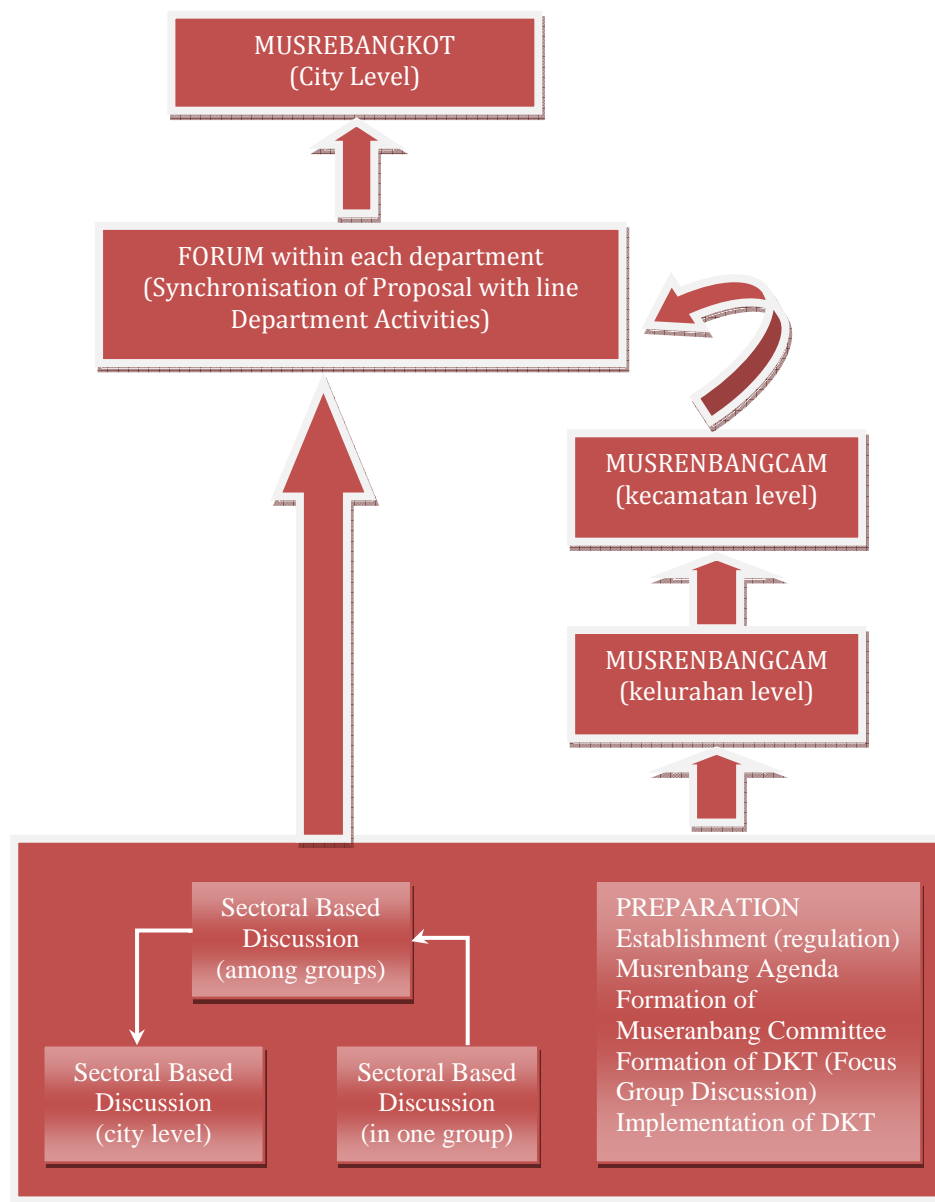 MUSREBANGKOT
(City Level)
FORUM within each department
(Synchronisation of Proposal with line
Department Activities)
MUSRENBANGCAM
(kecamatan level)
MUSRENBANGCAM
(kelurahan level)
Sectoral Based
Discussion
(among groups)
Sectoral Based
Discussion
(city level)
Sectoral Based
Discussion
(in one group)
PREPARATION
Establishment (regulation)
Musrenbang Agenda
Formation of
Museranbang Committee
Formation of DKT (Focus
Group Discussion)
Implementation of DKT